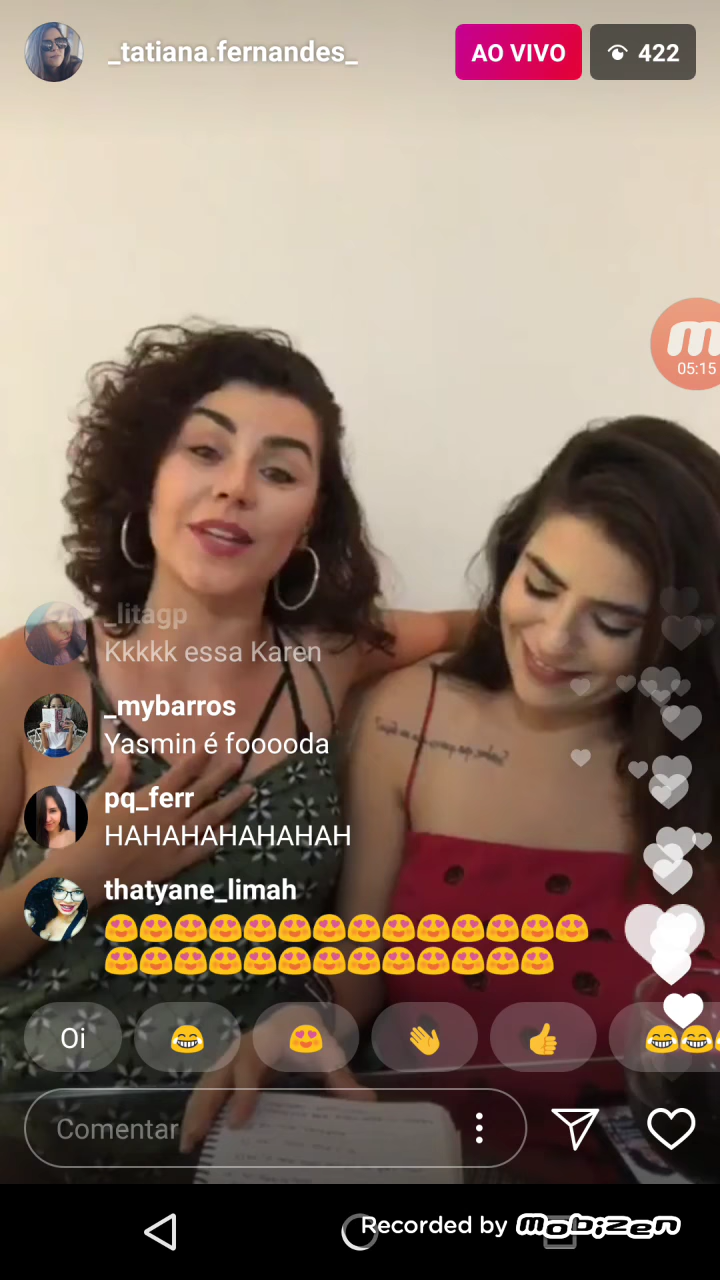 _tatiana.fernandes_
AO VIVO
422
05:15
_litagp
Kkkkk essa Karen
_mybarros
Yasmin é fooooda
pq_ferr
HAHAHAHAHAHAH
thatyane_limah
Oi
Comentar
Recorded by mobizen